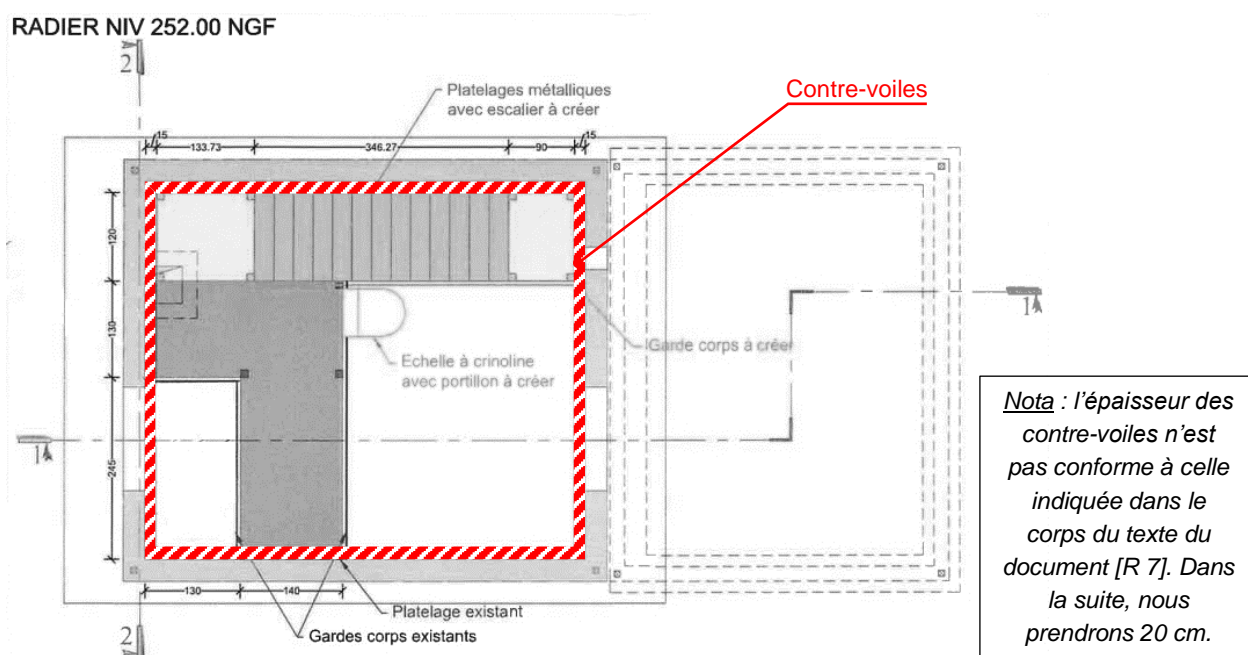 RADIER NIV 252.00 NGF
2
Platelages métalliques
avec escalier à créer
Contre-voiles
15
133.73
346.27
90
15
120
130
245
1
Garde corps à créer
Echelle à crinoline
avec portillon à créer
1
Nota : l'épaisseur des
contre-voiles n'est
pas conforme à celle
indiquée dans le
corps du texte du
document [R 7]. Dans
la suite, nous
prendrons 20 cm.
130
140
Platelage existant
Gardes corps existants
2